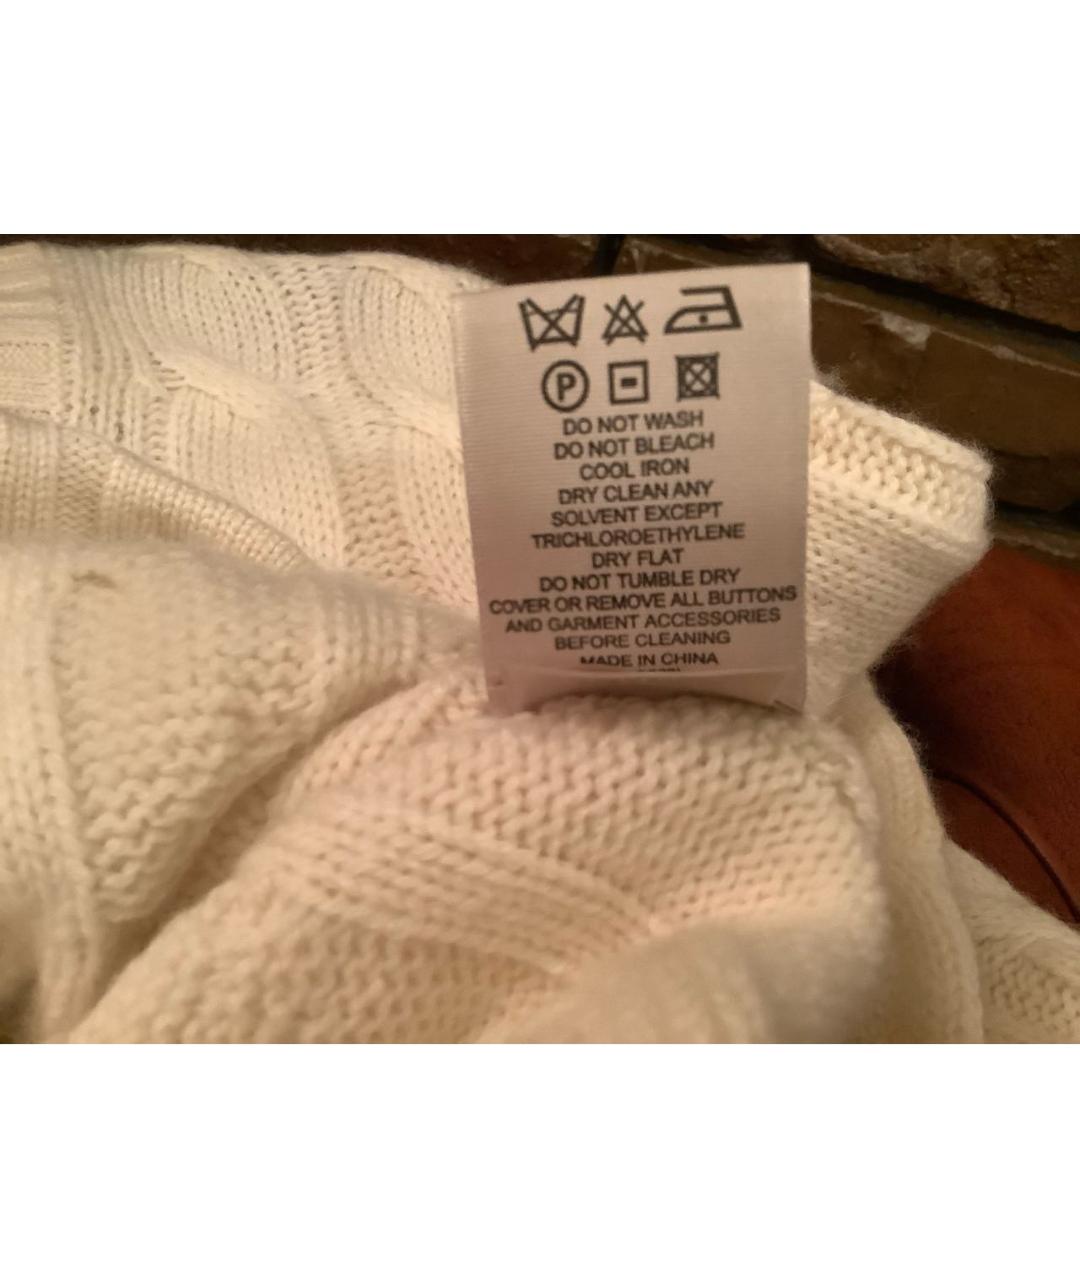 P
DO NOT WASH
DO NOT BLEACH
COOL IRON
DRY CLEAN ANY
SOLVENT EXCEPT
TRICHLOROETHYLENE
DRY FLAT
DO NOT TUMBLE DRY
COVER OR REMOVE ALL BUTTONS
AND GARMENT ACCESSORIES
BEFORE CLEANING
MADE IN CHINA